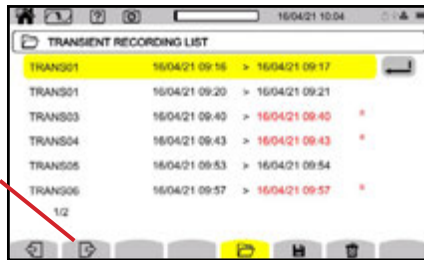 16/04/21 10:04
TRANSIENT RECORDING LIST
TRANS01 16/04/21 09:16 > 16/04/21 09:17
TRANS01 16/04/21 09:20 > 16/04/21 09:21
TRANS03 16/04/21 09:40 > 16/04/21 09:40 *
TRANS04 16/04/21 09:43 > 16/04/21 09:43 *
TRANS05 16/04/21 09:53 > 16/04/21 09:54
TRANS06 16/04/21 09:57 > 16/04/21 09:57 *
1/2